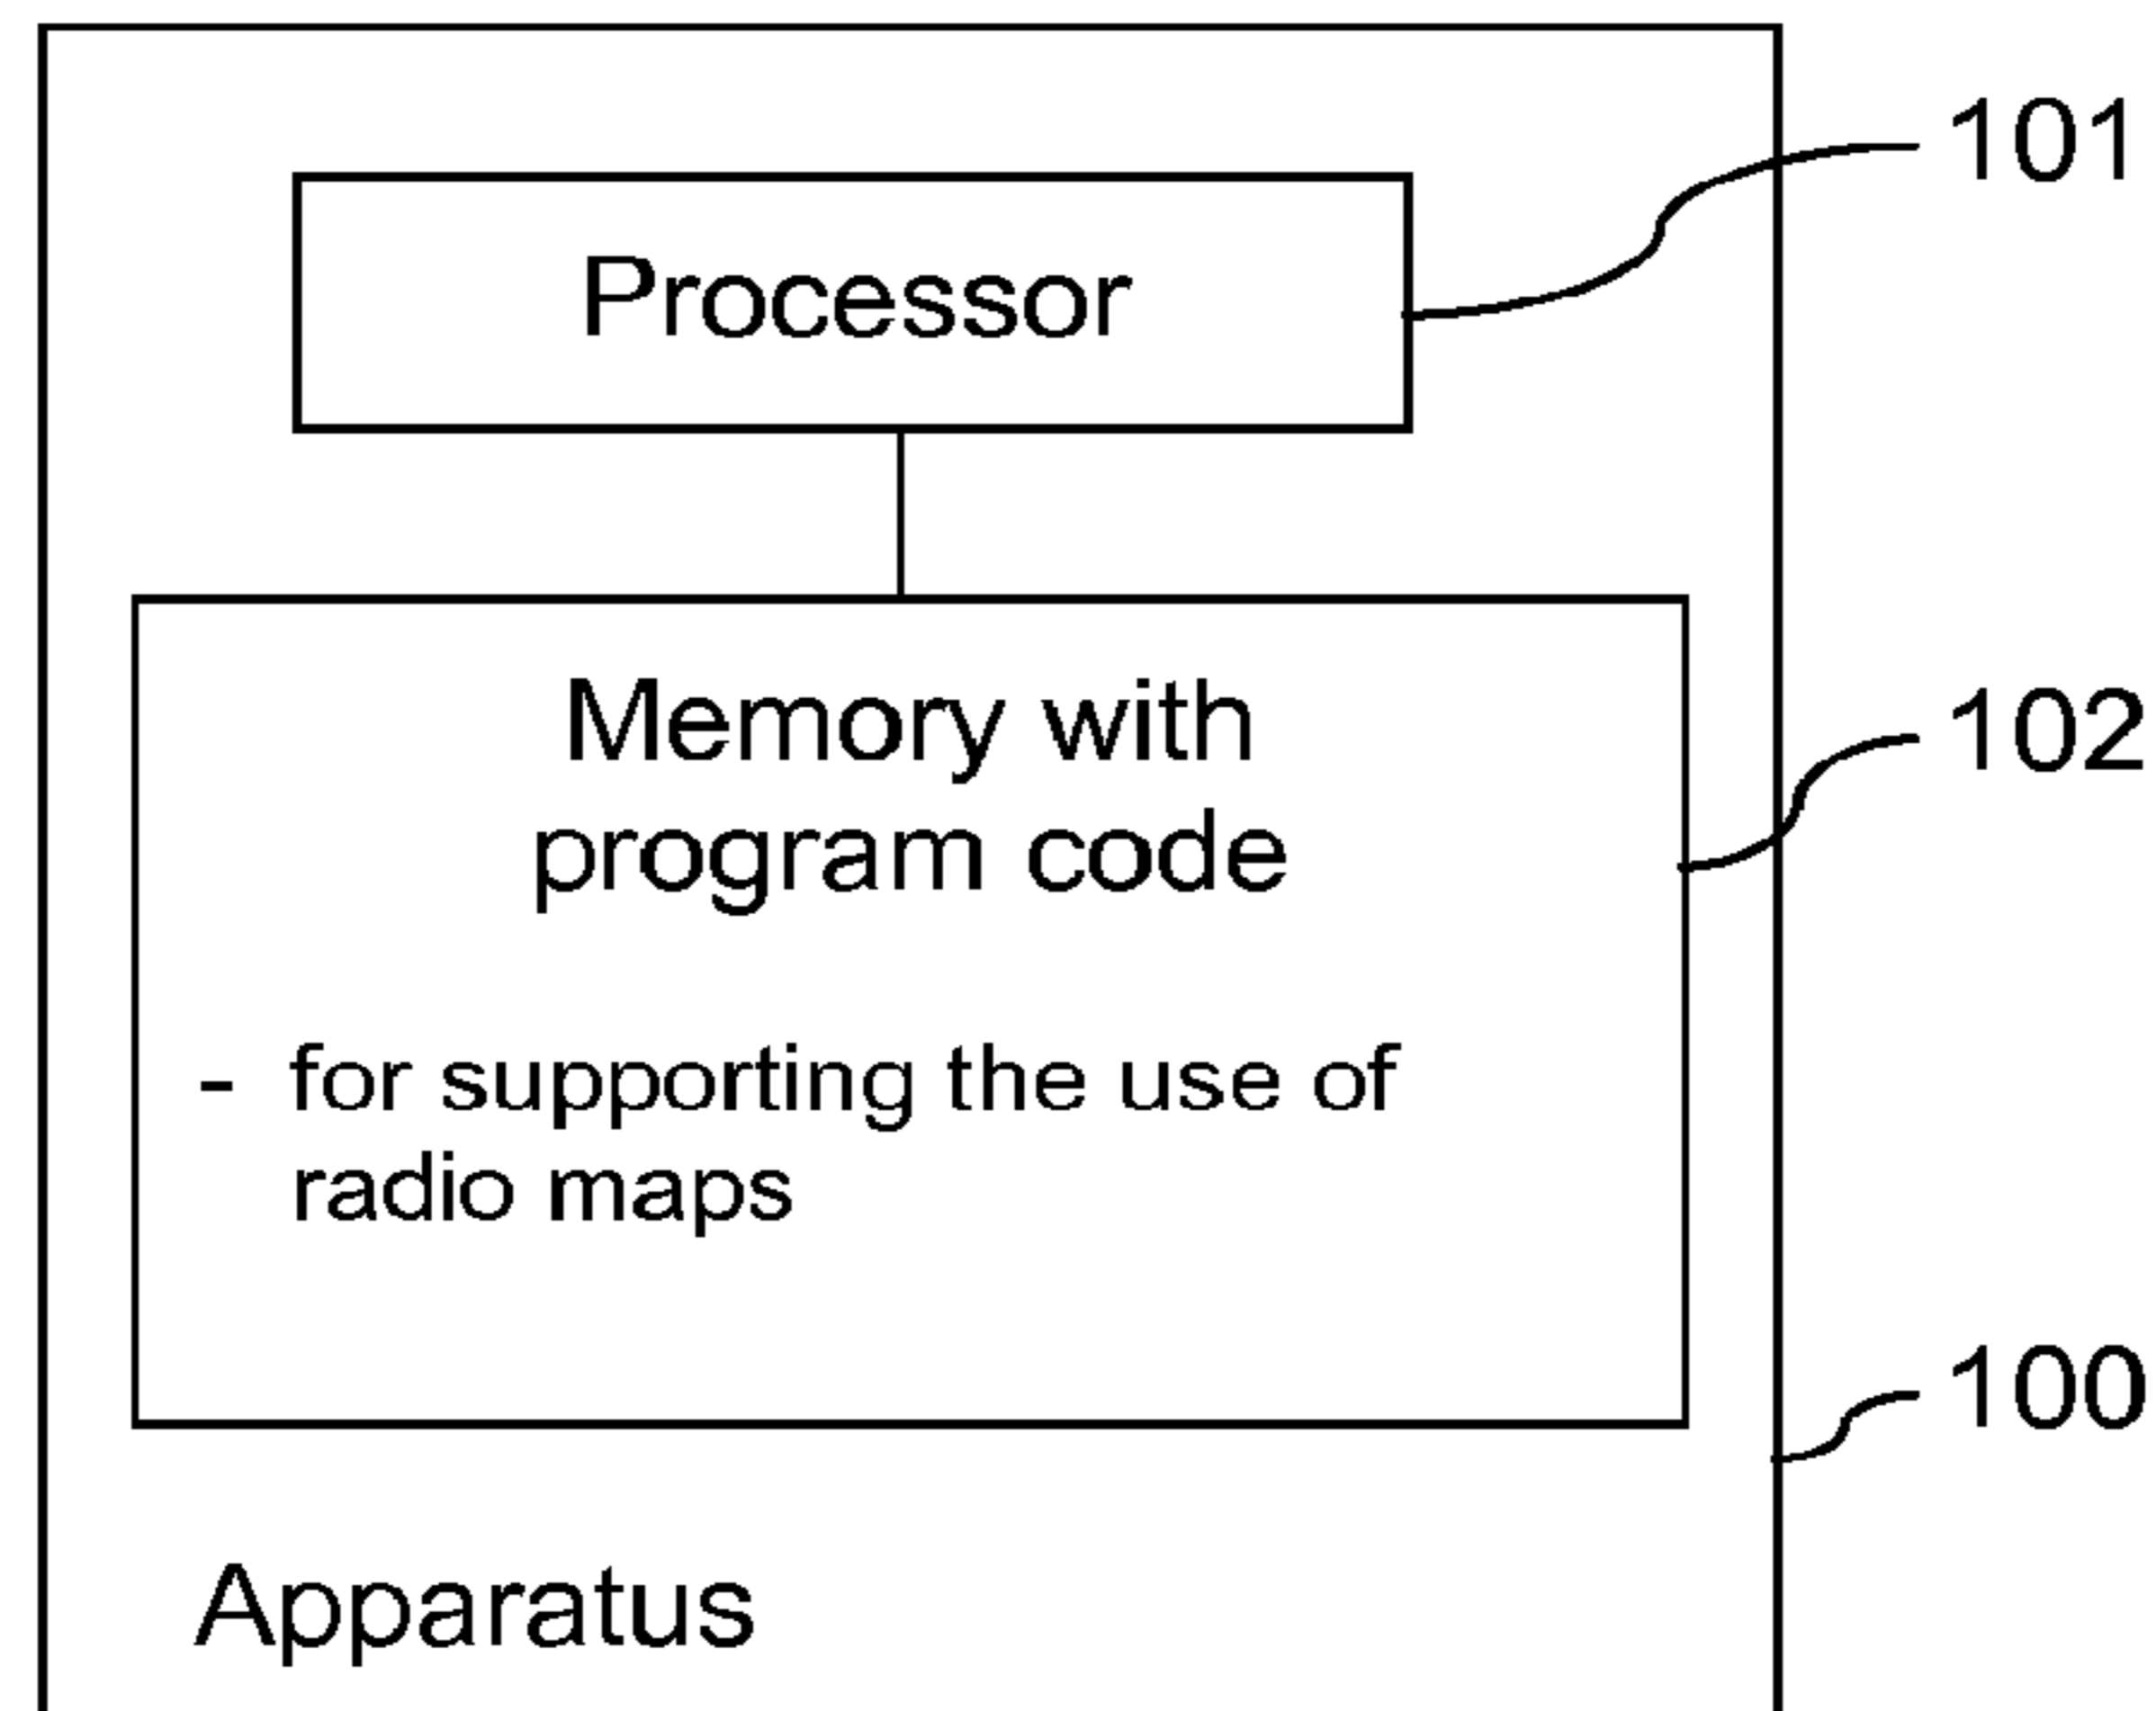 101
Processor
Memory with
102
program code
- for supporting the use of
radio maps
100
Apparatus